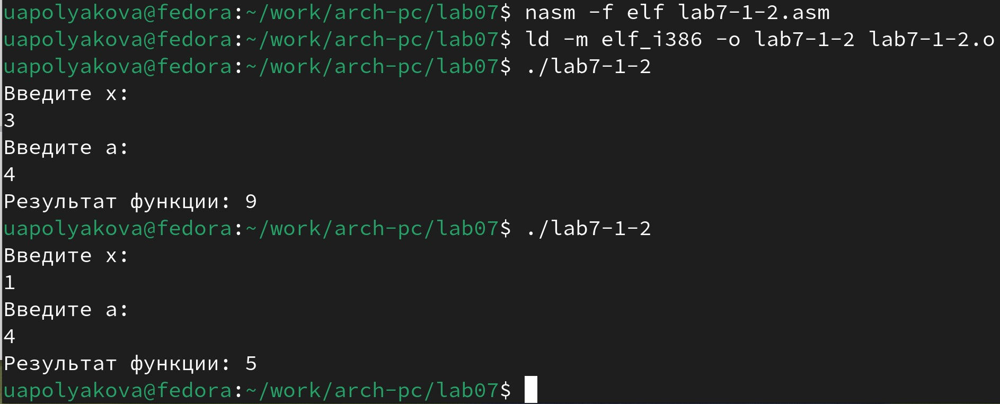 uapolyakova@fedora:~/work/arch-pc/lab07$ nasm -f elf lab7-1-2.asm
uapolyakova@fedora:~/work/arch-pc/lab07$ ld -m elf_i386 -o lab7-1-2 lab7-1-2.o
uapolyakova@fedora:~/work/arch-pc/lab07$ ./lab7-1-2
Введите x:
3
Введите a:
4
Результат функции: 9
uapolyakova@fedora:~/work/arch-pc/lab07$ ./lab7-1-2
Введите x:
1
Введите a:
4
Результат функции: 5
uapolyakova@fedora:~/work/arch-pc/lab07$